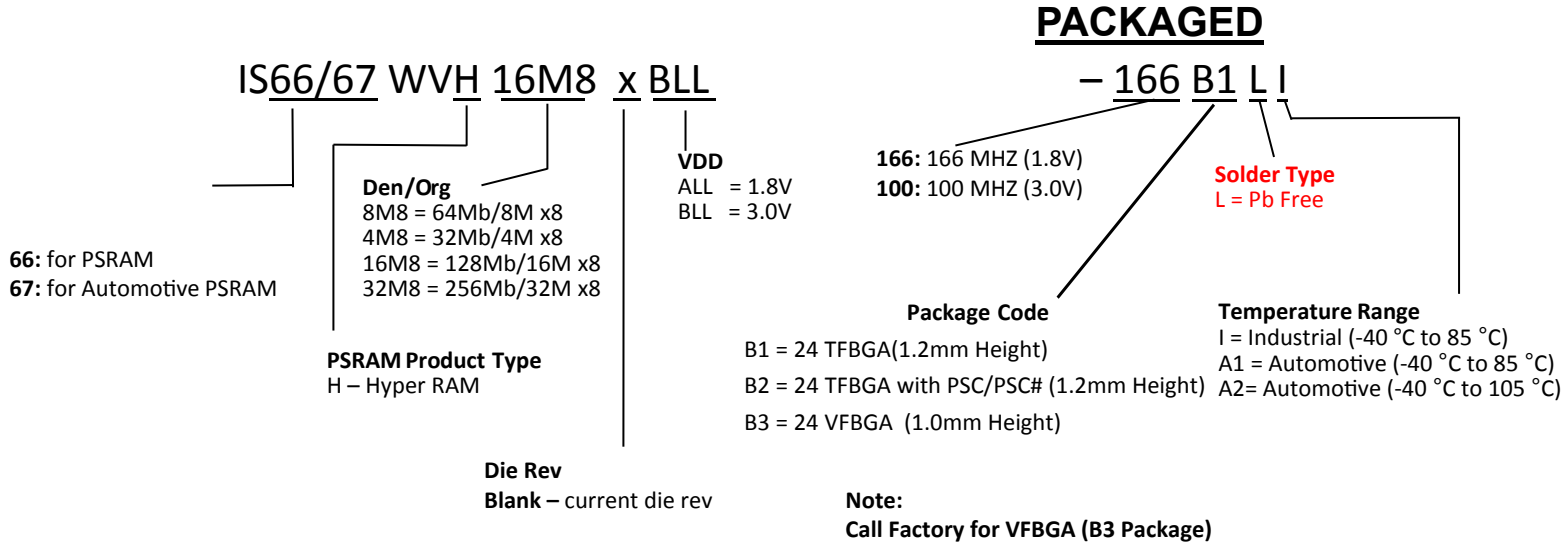 PACKAGED
IS66/67 WVH 16M8 x BLL – 166 B1 L I
66: for PSRAM
67: for Automotive PSRAM
PSRAM Product Type
H – Hyper RAM
Den/Org
8M8 = 64Mb/8M x8
4M8 = 32Mb/4M x8
16M8 = 128Mb/16M x8
32M8 = 256Mb/32M x8
Die Rev
Blank – current die rev
VDD
ALL = 1.8V
BLL = 3.0V
166: 166 MHZ (1.8V)
100: 100 MHZ (3.0V)
Package Code
B1 = 24 TFBGA(1.2mm Height)
B2 = 24 TFBGA with PSC/PSC# (1.2mm Height)
B3 = 24 VFBGA (1.0mm Height)
Solder Type
L = Pb Free
Temperature Range
I = Industrial (-40 °C to 85 °C)
A1 = Automotive (-40 °C to 85 °C)
A2= Automotive (-40 °C to 105 °C)
Note:
Call Factory for VFBGA (B3 Package)